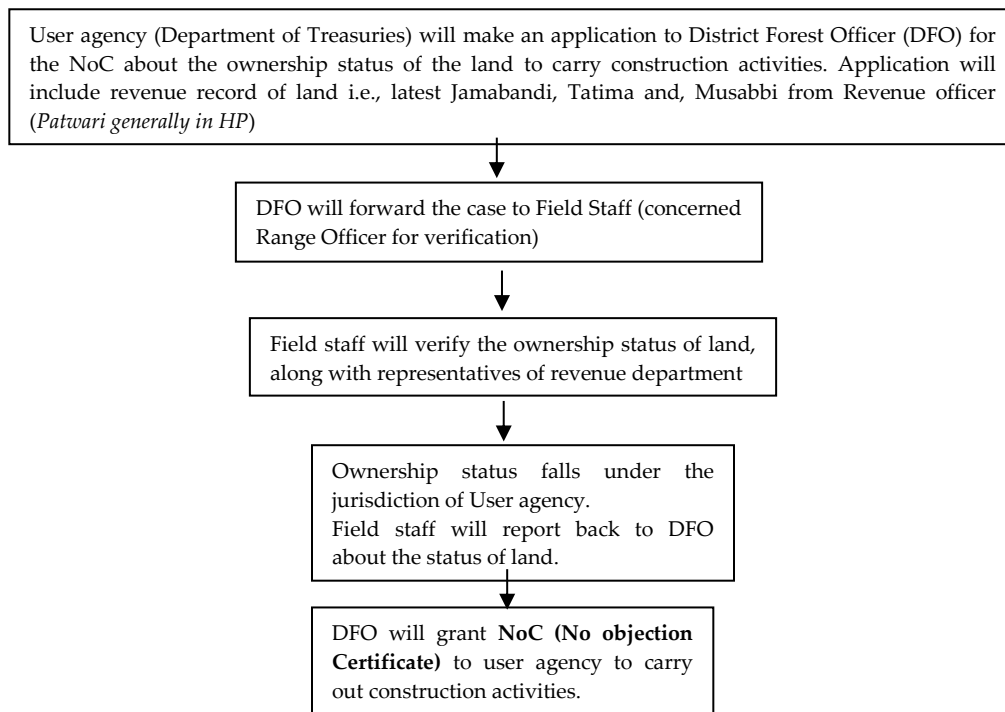 User agency (Department of Treasuries) will make an application to District Forest Officer (DFO) for
the NoC about the ownership status of the land to carry construction activities. Application will
include revenue record of land i.e., latest Jamabandi, Tatima and, Musabbi from Revenue officer
(Patwari generally in HP)
DFO will forward the case to Field Staff (concerned
Range Officer for verification)
Field staff will verify the ownership status of land,
along with representatives of revenue department
Ownership status falls under the
jurisdiction of User agency.
Field staff will report back to DFO
about the status of land.
DFO will grant NoC (No objection
Certificate) to user agency to carry
out construction activities.